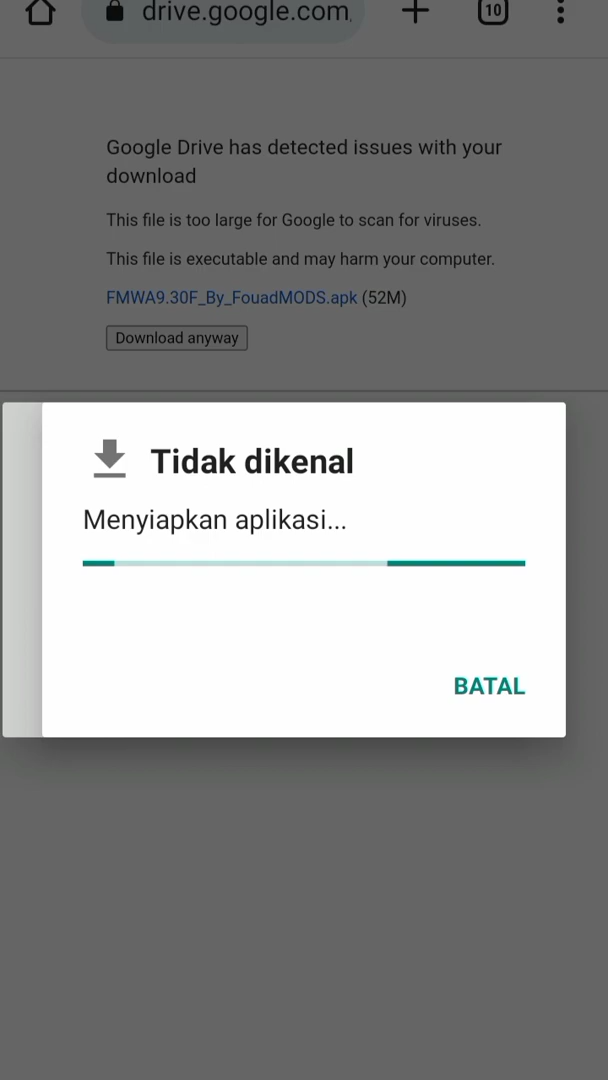 drive.google.com
10
Google Drive has detected issues with your
download
This file is too large for Google to scan for viruses.
This file is executable and may harm your computer.
FMWA9.30F_By_FouadMODS.apk (52M)
Download anyway
Tidak dikenal
Menyiapkan aplikasi...
BATAL